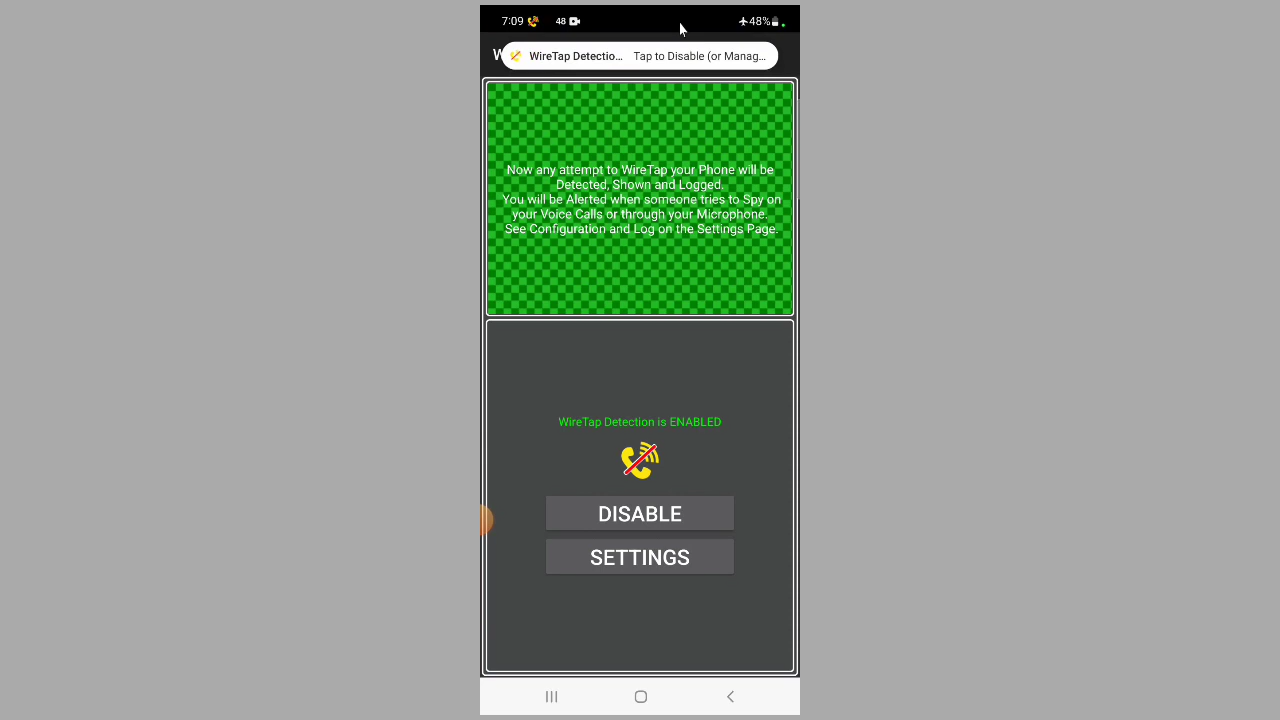 7:09 48 48%
W
WireTap Detectio... Tap to Disable (or Manag...
Now any attempt to WireTap your Phone will be
Detected, Shown and Logged.
You will be Alerted when someone tries to Spy on
your Voice Calls or through your Microphone.
See Configuration and Log on the Settings Page.
WireTap Detection is ENABLED
DISABLE
SETTINGS